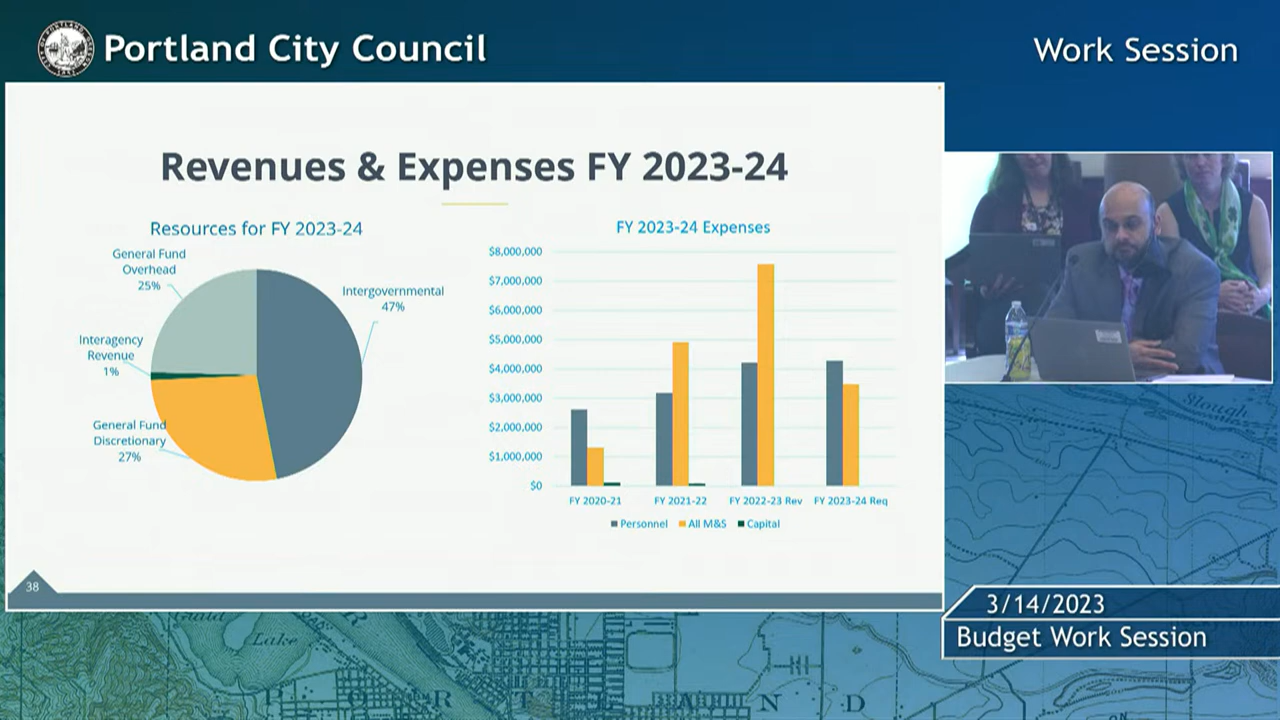 Portland City Council
Work Session
Revenues & Expenses FY 2023-24
Resources for FY 2023-24
General Fund
Overhead
25%
Intergovernmental
47%
Interagency
Revenue
1%
General Fund
Discretionary
27%
FY 2023-24 Expenses
$8,000,000
$7,000,000
$6,000,000
$5,000,000
$4,000,000
$3,000,000
$2,000,000
$1,000,000
$0
FY 2020-21 FY 2021-22 FY 2022-23 Rev FY 2023-24 Req
Personnel All M&S Capital
38
3/14/2023
Budget Work Session
Slough
Guild
Lake
P O R T L A N D